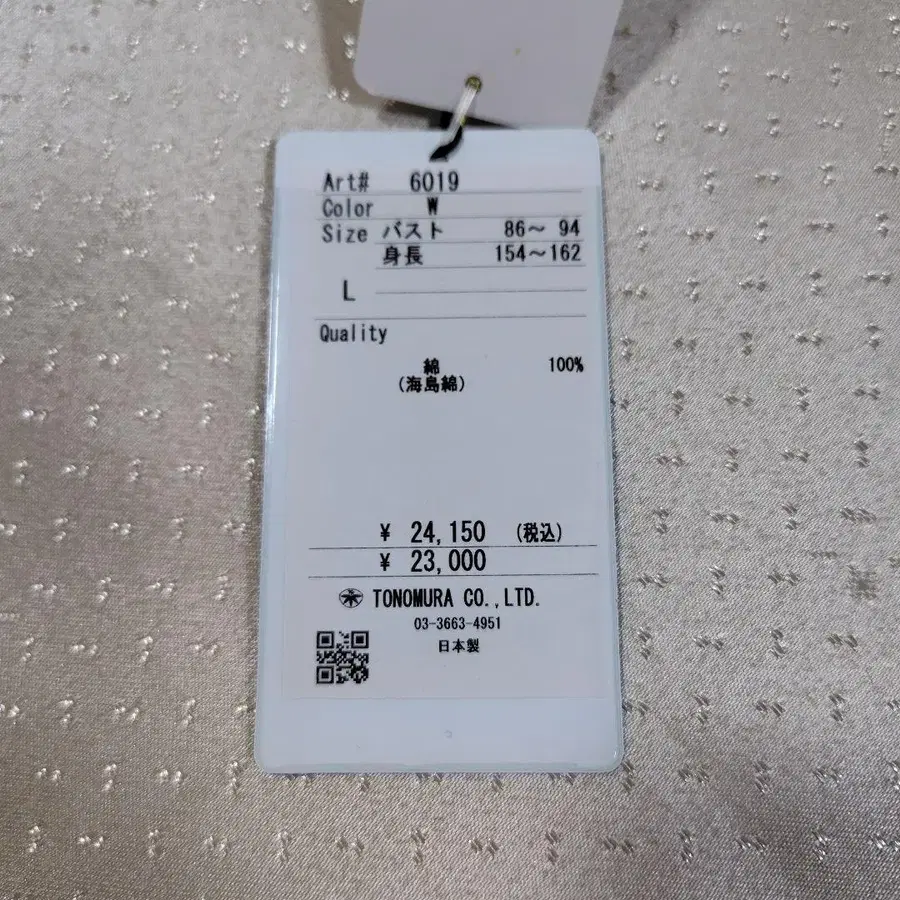 Art# 6019
Color W
Size バスト 86～ 94
身長 154～162
L
Quality
綿 100%
(海島綿)
¥ 24,150 (税込)
¥ 23,000
TONOMURA CO.,LTD.
03-3663-4951
日本製